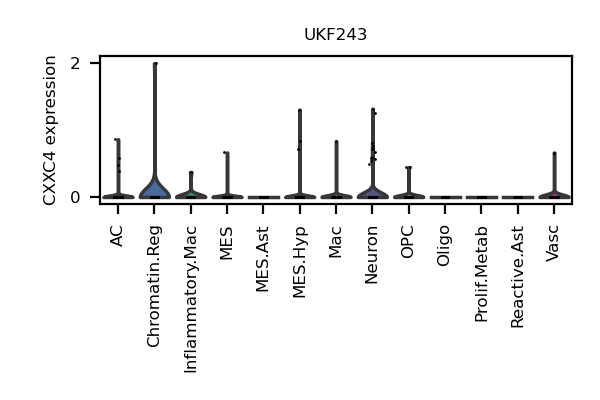 UKF243
CXXC4 expression
2
0
AC
Chromatin.Reg
Inflammatory.Mac
MES
MES.Ast
MES.Hyp
Mac
Neuron
OPC
Oligo
Prolif.Metab
Reactive.Ast
Vasc